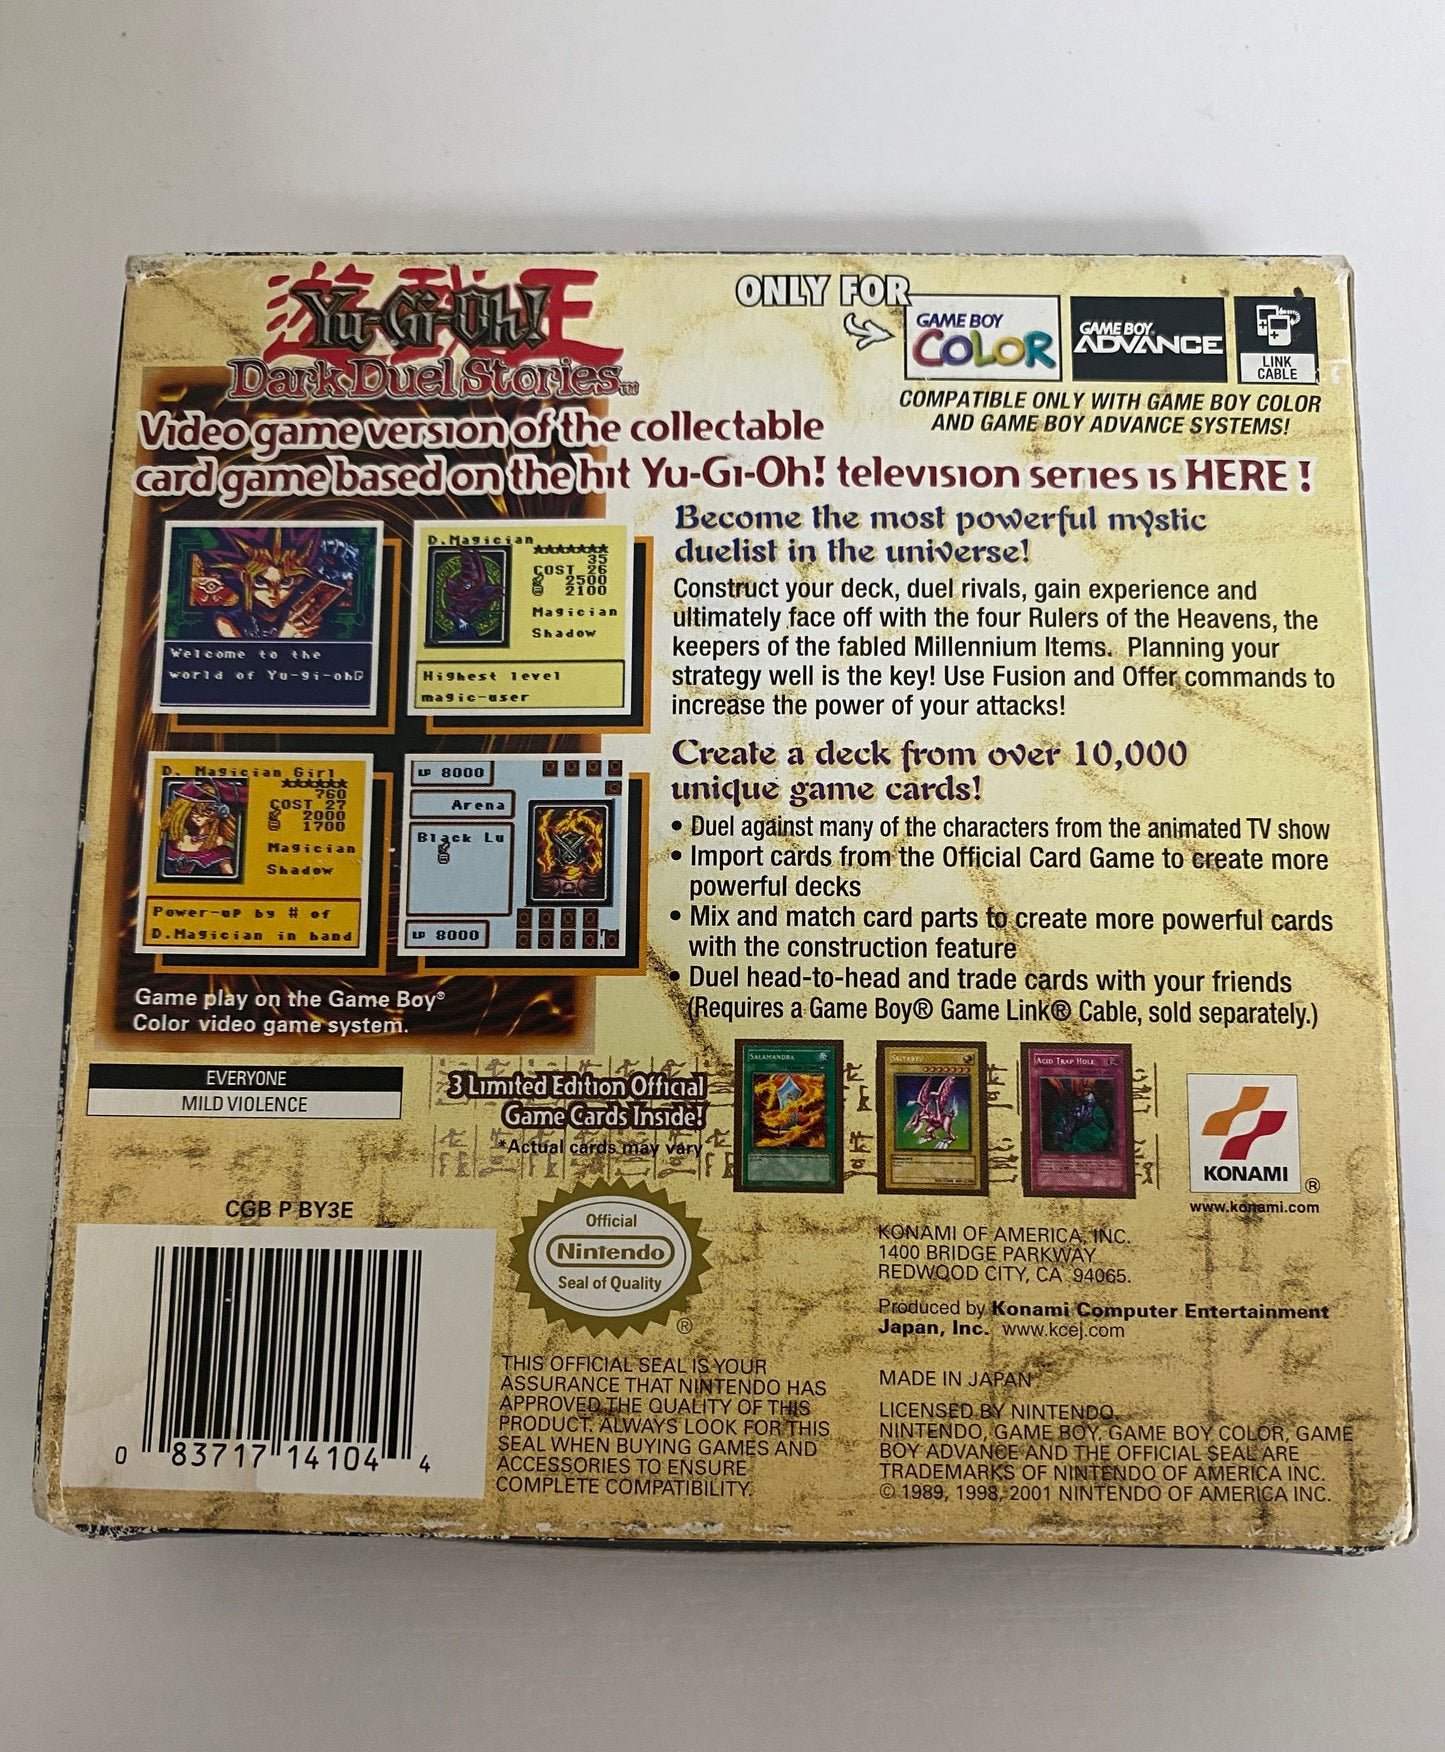 遊戯王
Yu-Gi-Oh!
Dark Duel Stories™
ONLY FOR
GAME BOY
COLOR
GAME BOY
ADVANCE
LINK
CABLE
COMPATIBLE ONLY WITH GAME BOY COLOR
AND GAME BOY ADVANCE SYSTEMS!
Video game version of the collectable
card game based on the hit Yu-Gi-Oh! television series is HERE!
Welcome to the
world of Yu-gi-oh
D.Magician
35
COST 26
2500
2100
Magician
Shadow
Highest level
magic-user
D. Magician Girl
760
COST 27
2000
1700
Magician
Shadow
Power-up by # of
D.Magician in hand
LP 8000
Arena
Black Lu
LP 8000
Game play on the Game Boy®
Color video game system.
Become the most powerful mystic
duelist in the universe!
Construct your deck, duel rivals, gain experience and
ultimately face off with the four Rulers of the Heavens, the
keepers of the fabled Millennium Items. Planning your
strategy well is the key! Use Fusion and Offer commands to
increase the power of your attacks!
Create a deck from over 10,000
unique game cards!
• Duel against many of the characters from the animated TV show
• Import cards from the Official Card Game to create more
powerful decks
• Mix and match card parts to create more powerful cards
with the construction feature
• Duel head-to-head and trade cards with your friends
(Requires a Game Boy® Game Link® Cable, sold separately.)
EVERYONE
MILD VIOLENCE
3 Limited Edition Official
Game Cards Inside!
*Actual cards may vary
SALAMANDRA
ACID TRAP HOLE
KONAMI®
www.konami.com
CGB P BY3E
0 83717 14104 4
Official
Nintendo
Seal of Quality
®
THIS OFFICIAL SEAL IS YOUR
ASSURANCE THAT NINTENDO HAS
APPROVED THE QUALITY OF THIS
PRODUCT. ALWAYS LOOK FOR THIS
SEAL WHEN BUYING GAMES AND
ACCESSORIES TO ENSURE
COMPLETE COMPATIBILITY.
KONAMI OF AMERICA, INC.
1400 BRIDGE PARKWAY
REDWOOD CITY, CA 94065.
Produced by Konami Computer Entertainment
Japan, Inc. www.kcej.com
MADE IN JAPAN
LICENSED BY NINTENDO.
NINTENDO, GAME BOY, GAME BOY COLOR, GAME
BOY ADVANCE AND THE OFFICIAL SEAL ARE
TRADEMARKS OF NINTENDO OF AMERICA INC.
© 1989, 1998, 2001 NINTENDO OF AMERICA INC.